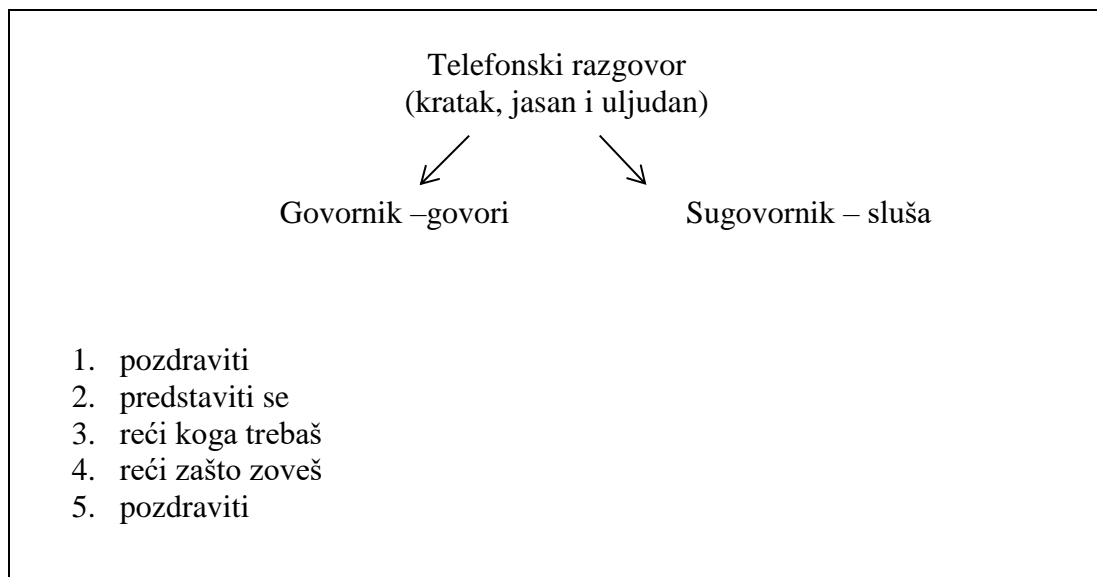 Telefonski razgovor
(kratak, jasan i uljudan)
Govornik –govori Sugovornik – sluša
1. pozdraviti
2. predstaviti se
3. reći koga trebaš
4. reći zašto zoveš
5. pozdraviti